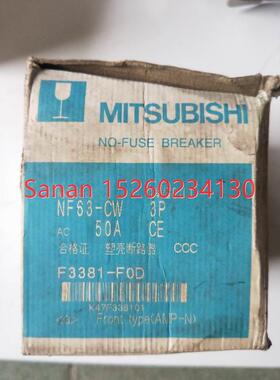 MITSUBISHI
NO-FUSE BREAKER
Sanan 15260234130
NF63-CW 3P
AC 50A CE
合格证 塑壳断路器 CCC
F3381-F0D
K47F338101
<G> Front type(AMP-N)